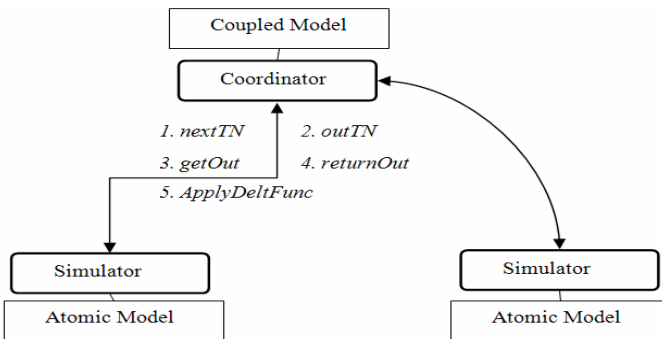 Coupled Model
Coordinator
1. nextTN 2. outTN
3. getOut 4. returnOut
5. ApplyDeltFunc
Simulator
Simulator
Atomic Model
Atomic Model